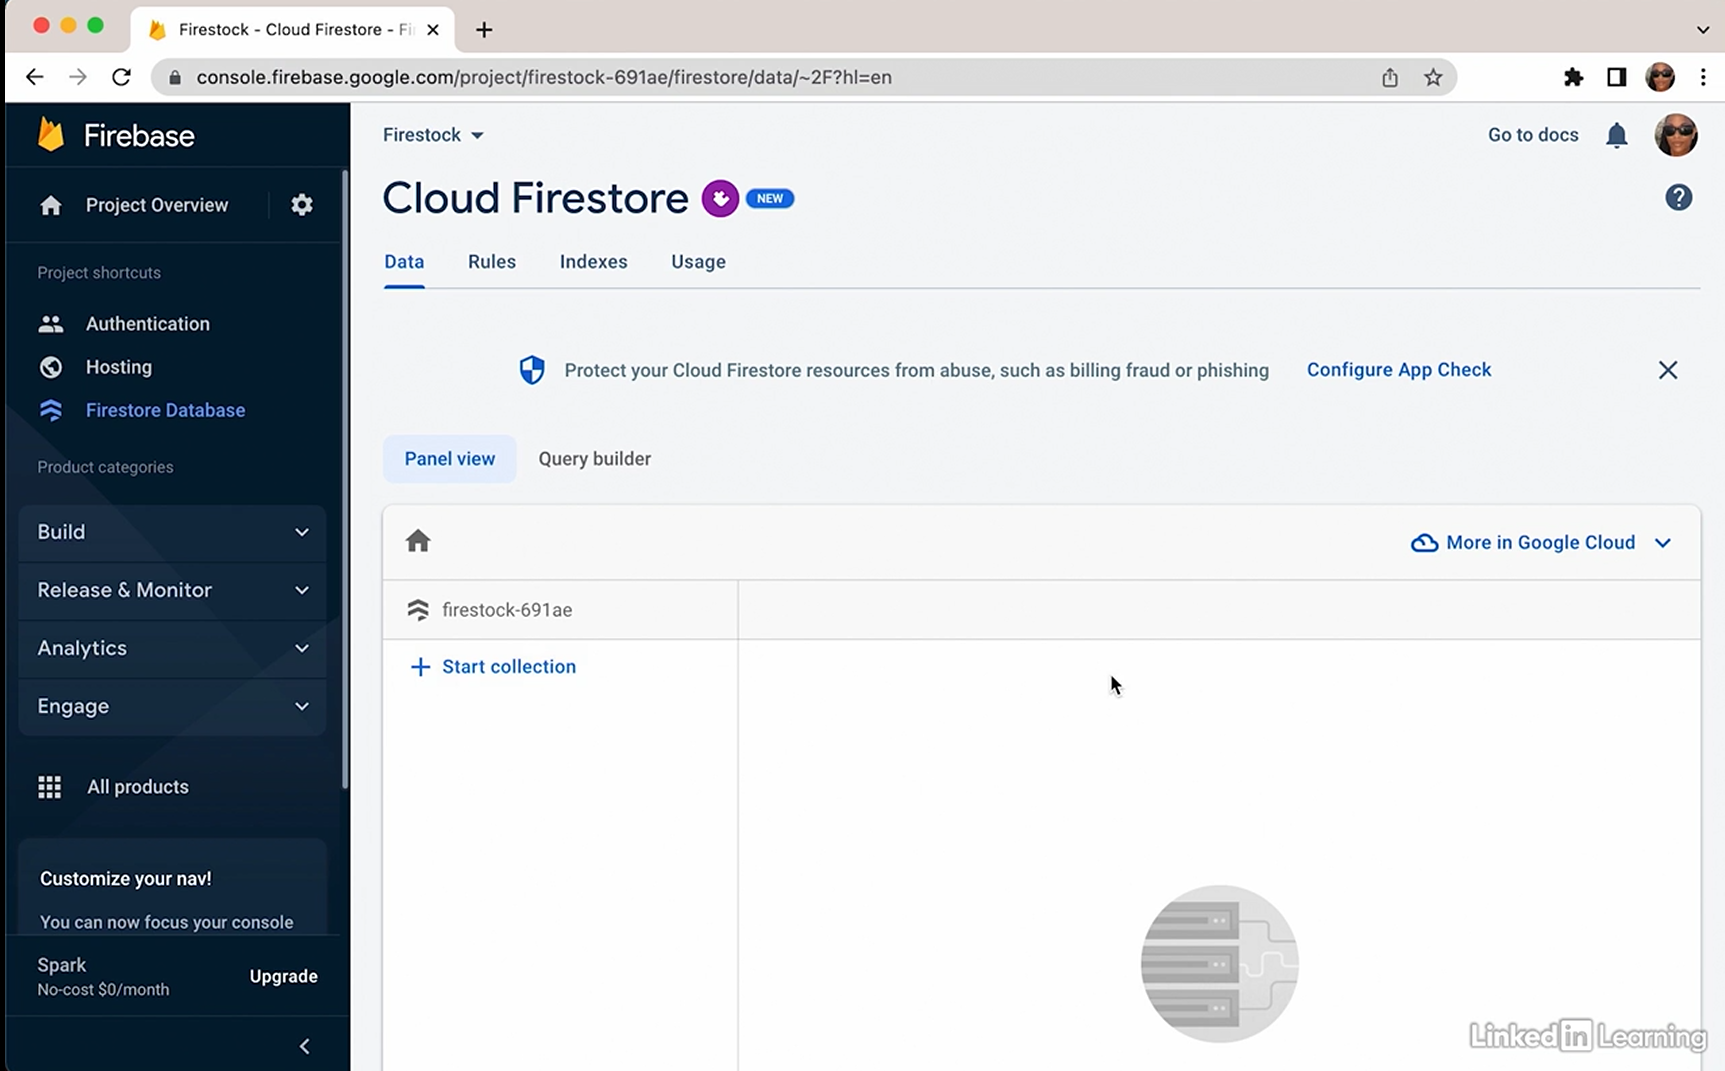 Firestock - Cloud Firestore - Fi
console.firebase.google.com/project/firestock-691ae/firestore/data/~2F?hl=en
Firebase
Project Overview
Project shortcuts
Authentication
Hosting
Firestore Database
Product categories
Build
Release & Monitor
Analytics
Engage
All products
Customize your nav!
You can now focus your console
Spark
No-cost $0/month
Upgrade
Firestock
Go to docs
Cloud Firestore
NEW
Data
Rules
Indexes
Usage
Protect your Cloud Firestore resources from abuse, such as billing fraud or phishing
Configure App Check
Panel view
Query builder
More in Google Cloud
firestock-691ae
Start collection
LinkedIn Learning